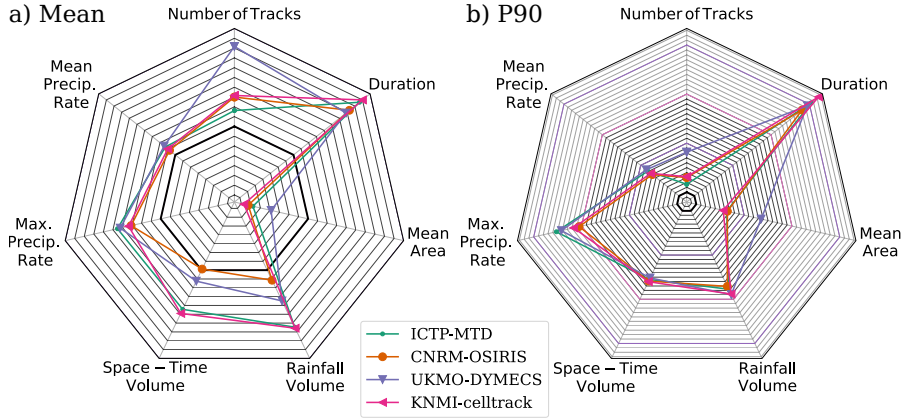 a) Mean
Number of Tracks
Duration
Mean
Area
Rainfall
Volume
Space − Time
Volume
Max.
Precip.
Rate
Mean
Precip.
Rate
b) P90
Number of Tracks
Duration
Mean
Area
Rainfall
Volume
Space − Time
Volume
Max.
Precip.
Rate
Mean
Precip.
Rate
ICTP-MTD
CNRM-OSIRIS
UKMO-DYMECS
KNMI-celltrack